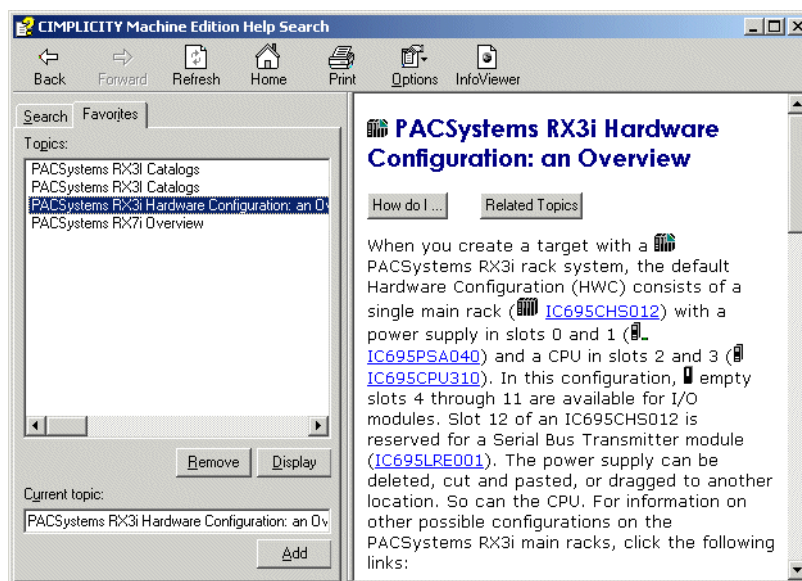 CIMPLICITY Machine Edition Help Search
Back Forward Refresh Home Print Options InfoViewer
Search Favorites
Topics:
PACSystems RX3I Catalogs
PACSystems RX3I Catalogs
PACSystems RX3i Hardware Configuration: an Ov
PACSystems RX7i Overview
Remove Display
Current topic:
PACSystems RX3i Hardware Configuration: an Ov
Add
PACSystems RX3i Hardware
Configuration: an Overview
How do I ... Related Topics
When you create a target with a
PACSystems RX3i rack system, the default
Hardware Configuration (HWC) consists of a
single main rack ( IC695CHS012) with a
power supply in slots 0 and 1 (
IC695PSA040) and a CPU in slots 2 and 3 (
IC695CPU310). In this configuration, empty
slots 4 through 11 are available for I/O
modules. Slot 12 of an IC695CHS012 is
reserved for a Serial Bus Transmitter module
(IC695LRE001). The power supply can be
deleted, cut and pasted, or dragged to another
location. So can the CPU. For information on
other possible configurations on the
PACSystems RX3i main racks, click the following
links: